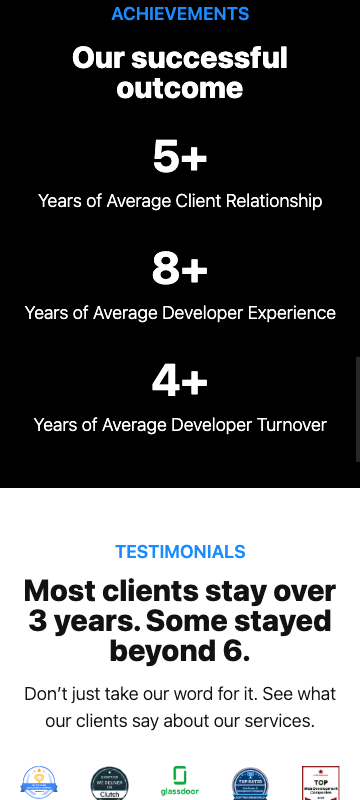 ACHIEVEMENTS
Our successful
outcome
5+
Years of Average Client Relationship
8+
Years of Average Developer Experience
4+
Years of Average Developer Turnover
TESTIMONIALS
Most clients stay over
3 years. Some stayed
beyond 6.
Don’t just take our word for it. See what
our clients say about our services.
WE DELIVER
Clutch
glassdoor
TOP RATED
TOP
Web Development
Companies